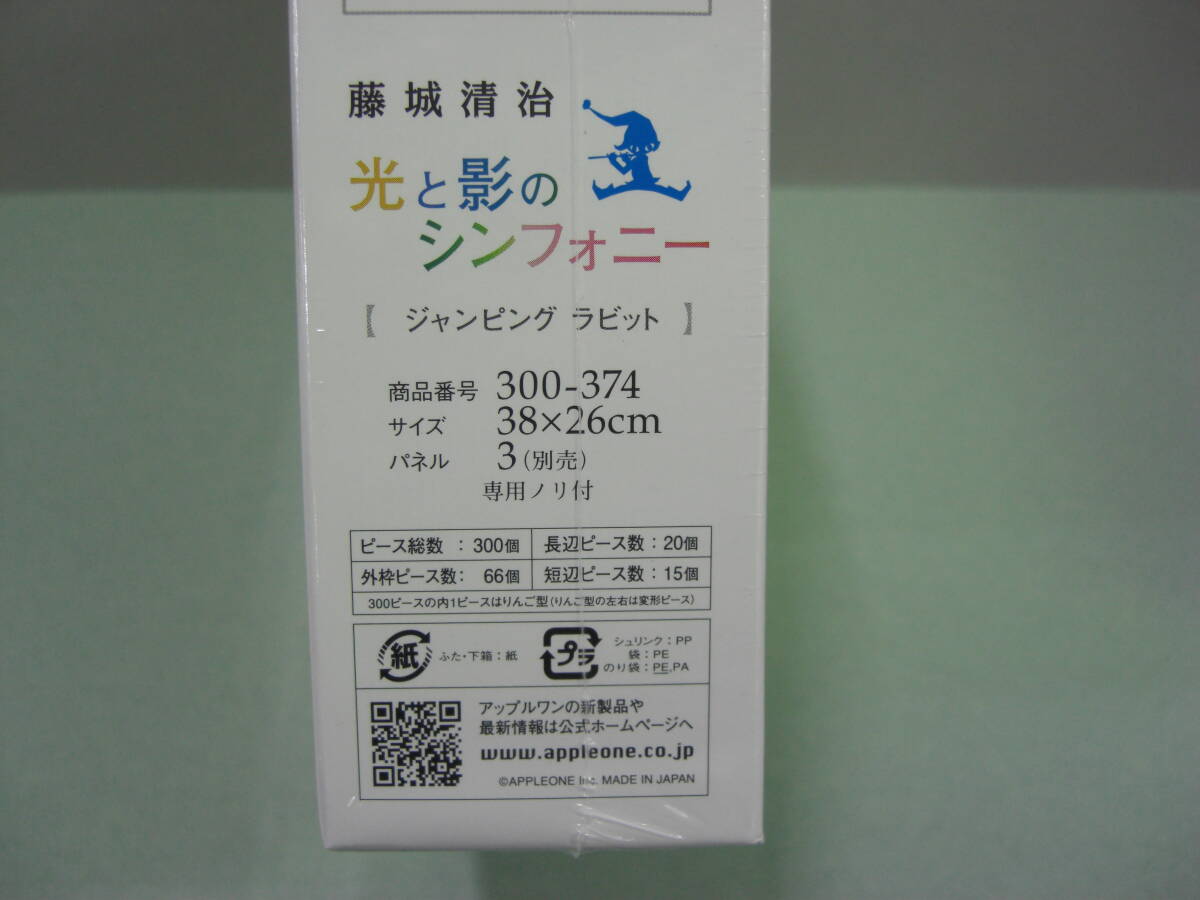 藤城清治
光と影の
シンフォニー
【 ジャンピング ラビット 】
商品番号 300-374
サイズ 38×26cm
パネル 3(別売)
専用ノリ付
ピース総数 : 300個 長辺ピース数 : 20個
外枠ピース数: 66個 短辺ピース数 : 15個
300ピースの内1ピースはりんご型(りんご型の左右は変形ピース)
紙 ふた・下箱 : 紙
プラ シュリンク : PP
袋 : PE
のり袋 : PE,PA
アップルワンの新製品や
最新情報は公式ホームページへ
www.appleone.co.jp
©APPLEONE Inc. MADE IN JAPAN